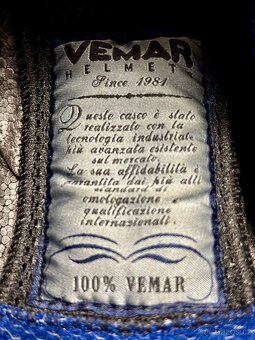 VEMAR
HELMETS
Since 1981
Questo casco è stato
realizzato con la
tecnologia industriale
più avanzata esistente
sul mercato.
La sua affidabilità è
garantita dai più alti
standard di
omologazione e
qualificazione
internazionali.
100% VEMAR